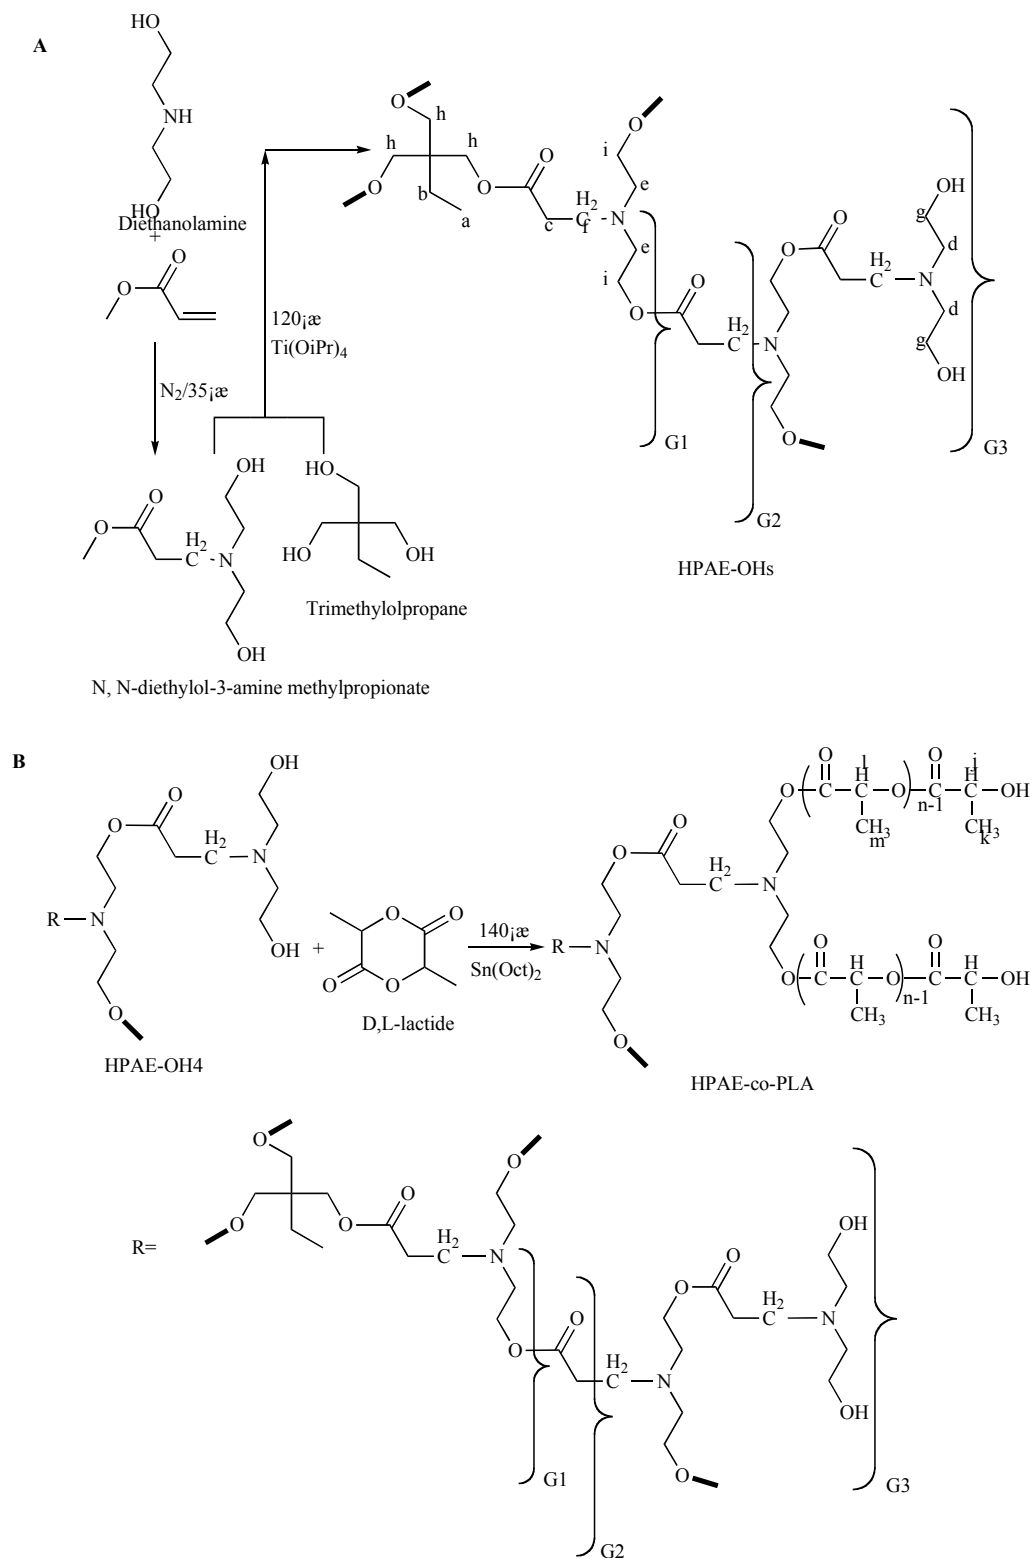 A
HO
NH
HO
Diethanolamine
+
O
O
N2/35¡æ
120¡æ
Ti(OiPr)4
O
O
H2
C
N
OH
OH
HO
HO
OH
Trimethylolpropane
N, N-diethylol-3-amine methylpropionate
O
h
h
h
O
O
O
b
a
c
H2
C
f
N
O
i
e
e
i
O
O
H2
C
N
O
O
O
H2
C
N
OH
g
d
d
g
OH
G1
G2
G3
HPAE-OHs
B
OH
O
O
H2
C
N
R
N
OH
O
HPAE-OH4
+
O
O
O
O
D,L-lactide
140¡æ
Sn(Oct)2
O
O
H2
C
N
R
N
O
O
O
C
l
H
C
CH3
m
O
n-1
O
C
j
H
C
OH
CH3
k
O
O
C
H
C
CH3
O
n-1
O
C
H
C
OH
CH3
HPAE-co-PLA
R=
O
O
O
O
H2
C
N
O
O
O
H2
C
N
O
O
O
H2
C
N
OH
OH
G1
G2
G3